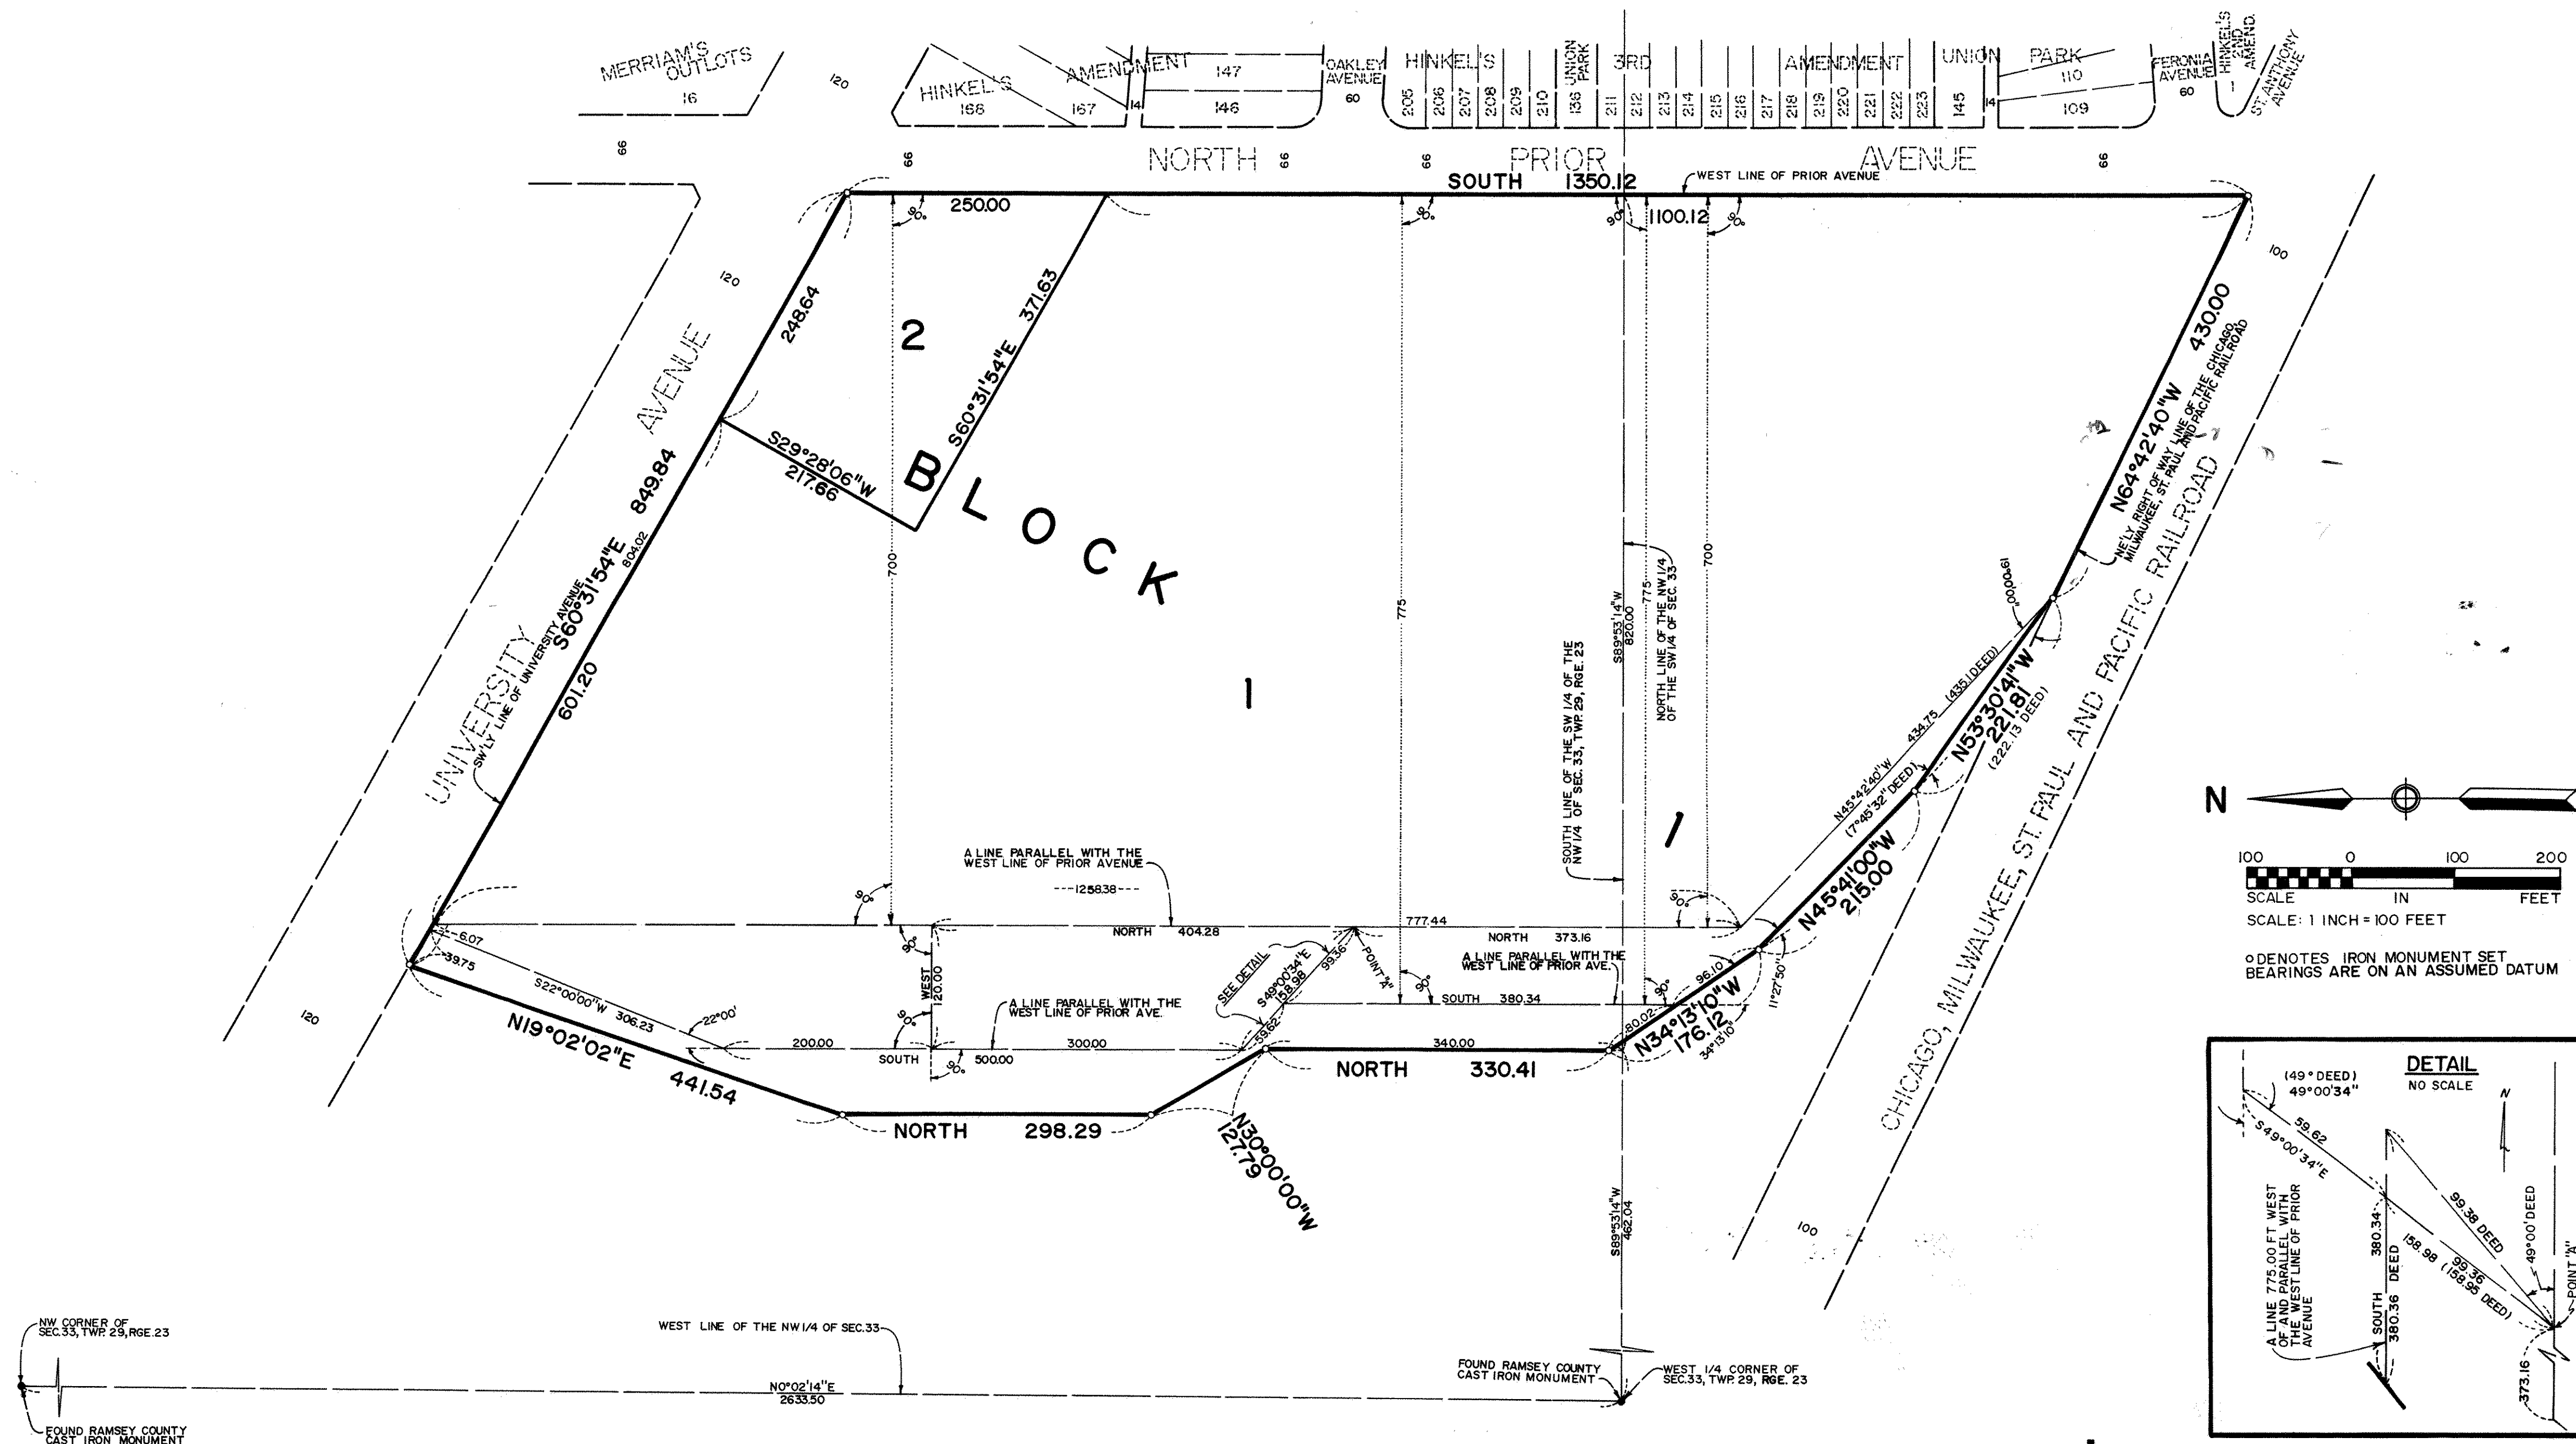 MERRIAM'S
OUTLOTS
16
120
HINKEL'S
AMENDMENT
168
167
14
147
146
OAKLEY
AVENUE
60
HINKEL'S
205
206
207
208
209
210
136 UNION
PARK
3RD
211
212
213
214
215
216
217
218
219
220
221
222
223
AMENDMENT
UNION
145
14
PARK
110
109
FERONIA
AVENUE
60
HINKEL'S
2ND
AMEND.
1
ST. ANTHONY
AVENUE
66
66
NORTH
66
66
PRIOR
AVENUE
66
SOUTH 1350.12
WEST LINE OF PRIOR AVENUE
250.00
90°
90°
90°
1100.12
90°
100
120
248.64
2
371.63
S60°31'54"E
430.00
N64°42'40"W
NE'LY RIGHT OF WAY LINE OF THE CHICAGO,
MILWAUKEE, ST. PAUL AND PACIFIC RAILROAD
AVENUE
S29°28'06"W
217.66
BLOCK
849.84
S60°31'54"E
804.02
SW'LY LINE OF UNIVERSITY AVENUE
UNIVERSITY
601.20
700
775
S89°53'14"W
820.00
775
NORTH LINE OF THE NW 1/4
OF THE SW 1/4 OF SEC. 33
700
SOUTH LINE OF THE SW 1/4 OF THE
NW 1/4 OF SEC. 33, TWP. 29, RGE. 23
1
1
19°00'00"
434.75 (435.1 DEED)
N45°42'40"W
(7°45'32" DEED)
N53°30'41"W
221.81
(222.13 DEED)
N45°41'00"W
215.00
CHICAGO, MILWAUKEE, ST. PAUL AND PACIFIC RAILROAD
N
100 0 100 200
SCALE IN FEET
SCALE: 1 INCH = 100 FEET
o DENOTES IRON MONUMENT SET
BEARINGS ARE ON AN ASSUMED DATUM
A LINE PARALLEL WITH THE
WEST LINE OF PRIOR AVENUE
---1258.38---
90°
90°
777.44
NORTH 404.28
NORTH 373.16
90°
6.07
39.75
S22°00'00"W 306.23
22°00'
WEST
120.00
90°
SEE DETAIL
S49°00'34"E
158.98
99.36
59.62
POINT "A"
90°
A LINE PARALLEL WITH THE
WEST LINE OF PRIOR AVE.
SOUTH 380.34
90°
96.10
80.02
N34°13'10"W
176.12
34°13'10"
11°27'50"
A LINE PARALLEL WITH THE
WEST LINE OF PRIOR AVE.
200.00
300.00
SOUTH
500.00
90°
340.00
NORTH 330.41
120
N19°02'02"E
441.54
NORTH 298.29
N30°00'00"W
127.79
S89°53'14"W
462.04
100
DETAIL
NO SCALE
(49° DEED)
49°00'34"
N
59.62
S49°00'34"E
99.38 DEED
99.36
158.98 (158.95 DEED)
49°00' DEED
380.34
SOUTH
380.36 DEED
A LINE 775.00 FT WEST
OF AND PARALLEL WITH
THE WEST LINE OF PRIOR
AVENUE
POINT "A"
373.16
NW CORNER OF
SEC. 33, TWP. 29, RGE. 23
WEST LINE OF THE NW 1/4 OF SEC. 33
N0°02'14"E
2633.50
FOUND RAMSEY COUNTY
CAST IRON MONUMENT
WEST 1/4 CORNER OF
SEC. 33, TWP. 29, RGE. 23
FOUND RAMSEY COUNTY
CAST IRON MONUMENT